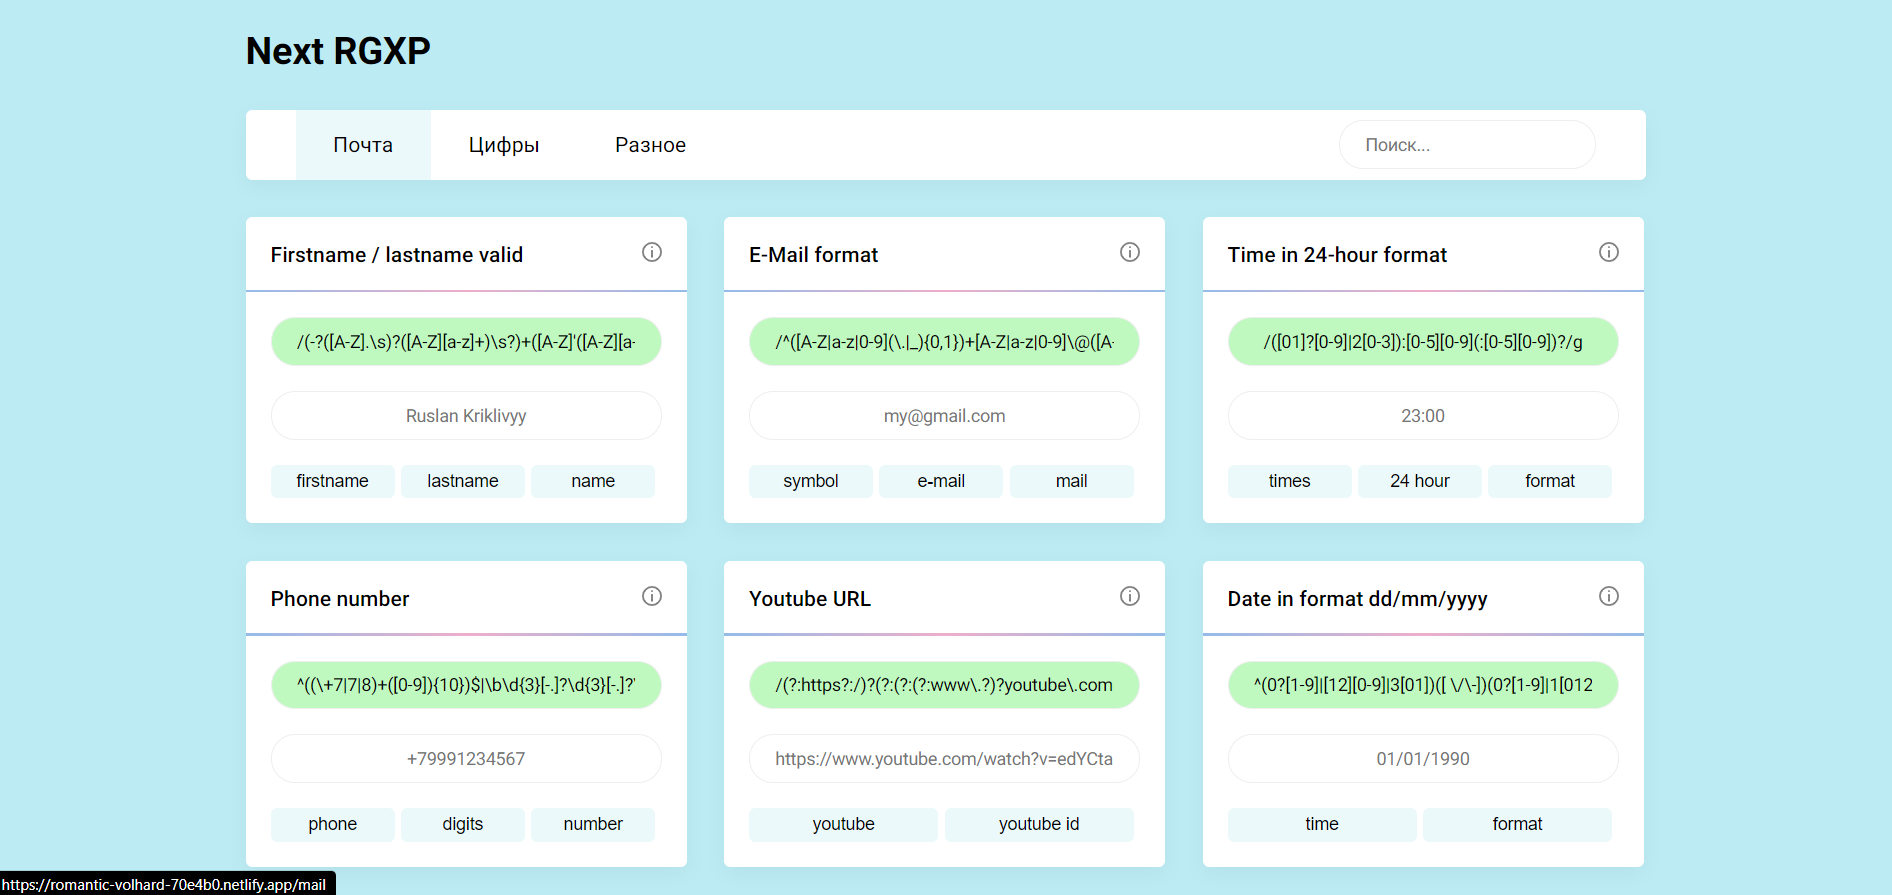 Next RGXP
Почта Цифры Разное Поиск...
Firstname / lastname valid
/(-?([A-Z].\s)?([A-Z][a-z]+)\s?)+([A-Z]'([A-Z][a-
Ruslan Kriklivyy
firstname lastname name
E-Mail format
/^([A-Z|a-z|0-9](\.|_){0,1})+[A-Z|a-z|0-9]\@([A-
my@gmail.com
symbol e-mail mail
Time in 24-hour format
/([01]?[0-9]|2[0-3]):[0-5][0-9](:[0-5][0-9])?/g
23:00
times 24 hour format
Phone number
^((\+7|7|8)+([0-9]){10})$|\b\d{3}[-.]?\d{3}[-.]?
+79991234567
phone digits number
Youtube URL
/(?:https?:/)?(?:(?:(?:www\.?)?youtube\.com
https://www.youtube.com/watch?v=edYCta
youtube youtube id
Date in format dd/mm/yyyy
^(0?[1-9]|[12][0-9]|3[01])([ \/\-])(0?[1-9]|1[012
01/01/1990
time format
https://romantic-volhard-70e4b0.netlify.app/mail